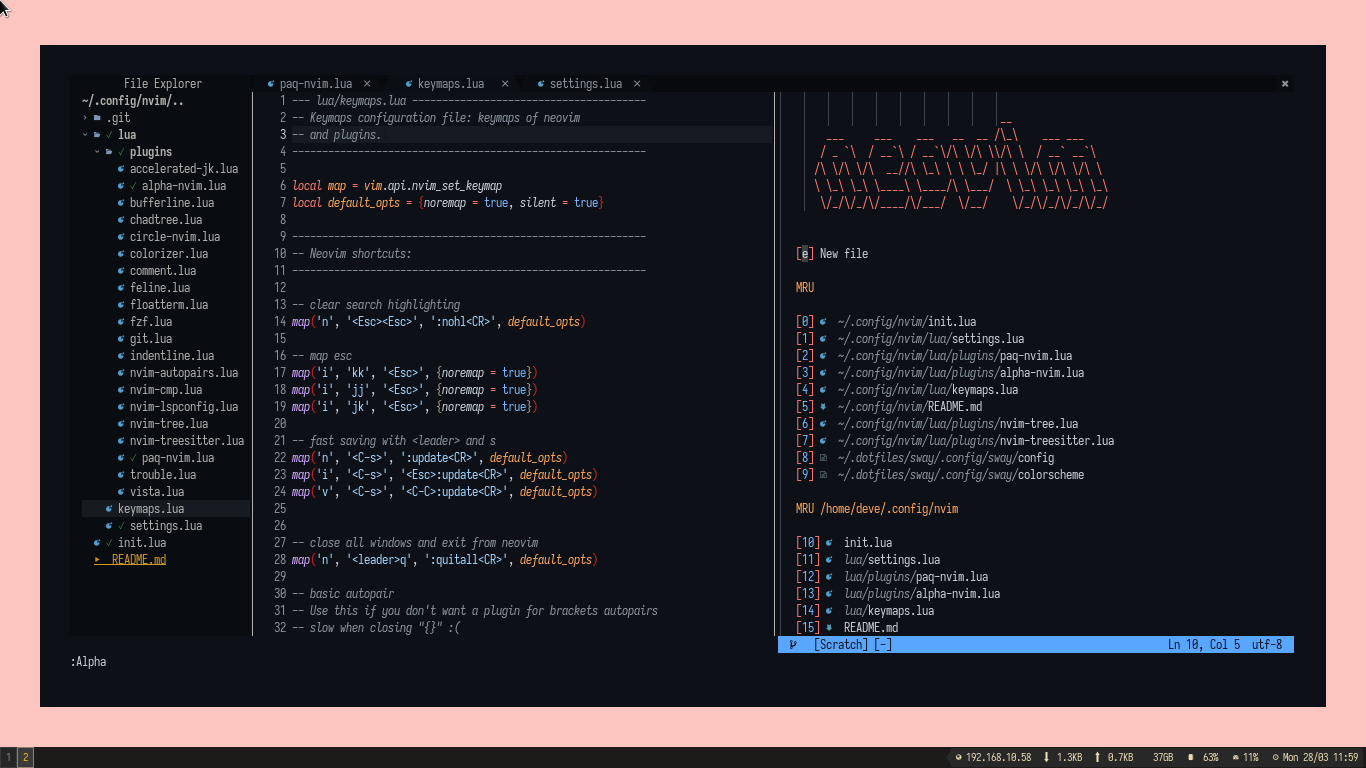 File Explorer
paq-nvim.lua ×
keymaps.lua ×
settings.lua ×
~/.config/nvim/..
.git
✓ lua
✓ plugins
accelerated-jk.lua
✓ alpha-nvim.lua
bufferline.lua
chadtree.lua
circle-nvim.lua
colorizer.lua
comment.lua
feline.lua
floatterm.lua
fzf.lua
git.lua
indentline.lua
nvim-autopairs.lua
nvim-cmp.lua
nvim-lspconfig.lua
nvim-tree.lua
nvim-treesitter.lua
✓ paq-nvim.lua
trouble.lua
vista.lua
keymaps.lua
✓ settings.lua
✓ init.lua
README.md
1 --- lua/keymaps.lua ---------------------------------------
2 -- Keymaps configuration file: keymaps of neovim
3 -- and plugins.
4 -----------------------------------------------------------
5
6 local map = vim.api.nvim_set_keymap
7 local default_opts = {noremap = true, silent = true}
8
9 -----------------------------------------------------------
10 -- Neovim shortcuts:
11 -----------------------------------------------------------
12
13 -- clear search highlighting
14 map('n', '<Esc><Esc>', ':nohl<CR>', default_opts)
15
16 -- map esc
17 map('i', 'kk', '<Esc>', {noremap = true})
18 map('i', 'jj', '<Esc>', {noremap = true})
19 map('i', 'jk', '<Esc>', {noremap = true})
20
21 -- fast saving with <leader> and s
22 map('n', '<C-s>', ':update<CR>', default_opts)
23 map('i', '<C-s>', '<Esc>:update<CR>', default_opts)
24 map('v', '<C-s>', '<C-C>:update<CR>', default_opts)
25
26
27 -- close all windows and exit from neovim
28 map('n', '<leader>q', ':quitall<CR>', default_opts)
29
30 -- basic autopair
31 -- Use this if you don't want a plugin for brackets autopairs
32 -- slow when closing "{}" :(
[e] New file
MRU
[0] ~/.config/nvim/init.lua
[1] ~/.config/nvim/lua/settings.lua
[2] ~/.config/nvim/lua/plugins/paq-nvim.lua
[3] ~/.config/nvim/lua/plugins/alpha-nvim.lua
[4] ~/.config/nvim/lua/keymaps.lua
[5] ~/.config/nvim/README.md
[6] ~/.config/nvim/lua/plugins/nvim-tree.lua
[7] ~/.config/nvim/lua/plugins/nvim-treesitter.lua
[8] ~/.dotfiles/sway/.config/sway/config
[9] ~/.dotfiles/sway/.config/sway/colorscheme
MRU /home/deve/.config/nvim
[10] init.lua
[11] lua/settings.lua
[12] lua/plugins/paq-nvim.lua
[13] lua/plugins/alpha-nvim.lua
[14] lua/keymaps.lua
[15] README.md
[Scratch] [-] Ln 10, Col 5 utf-8
:Alpha
1 2
192.168.10.58 1.3KB 0.7KB 37GB 63% 11% Mon 28/03 11:59